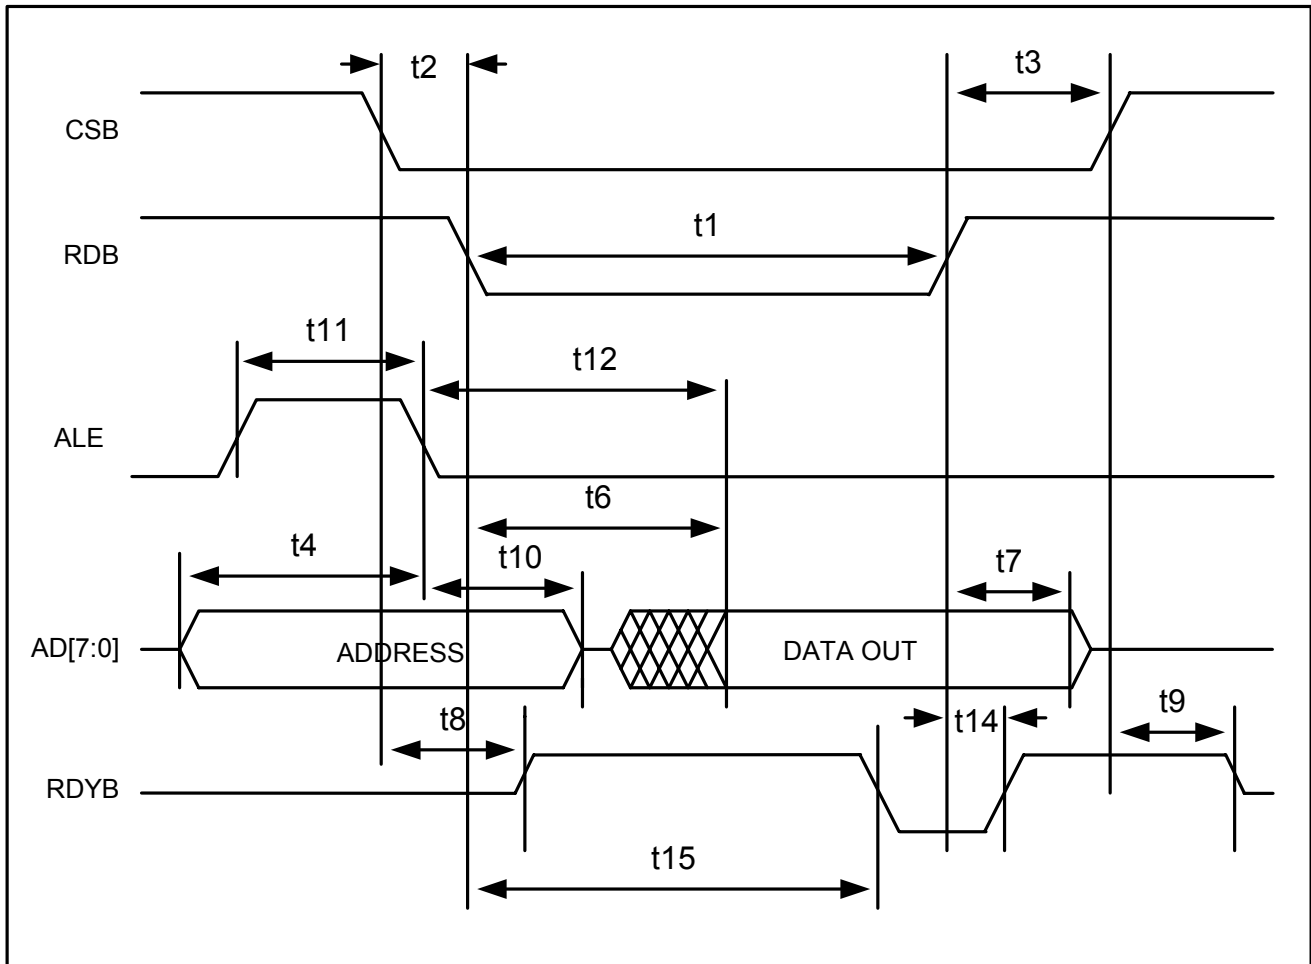 t2
t3
CSB
t1
RDB
t11
t12
ALE
t6
t4
t10
t7
AD[7:0]
ADDRESS
DATA OUT
t8
t14
t9
RDYB
t15